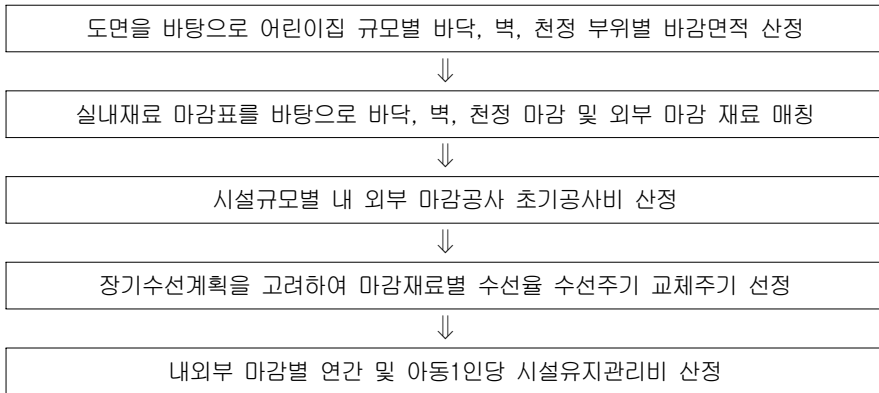 도면을 바탕으로 어린이집 규모별 바닥, 벽, 천정 부위별 바감면적 산정
⇓
실내재료 마감표를 바탕으로 바닥, 벽, 천정 마감 및 외부 마감 재료 매칭
⇓
시설규모별 내 외부 마감공사 초기공사비 산정
⇓
장기수선계획을 고려하여 마감재료별 수선율 수선주기 교체주기 선정
⇓
내외부 마감별 연간 및 아동1인당 시설유지관리비 산정